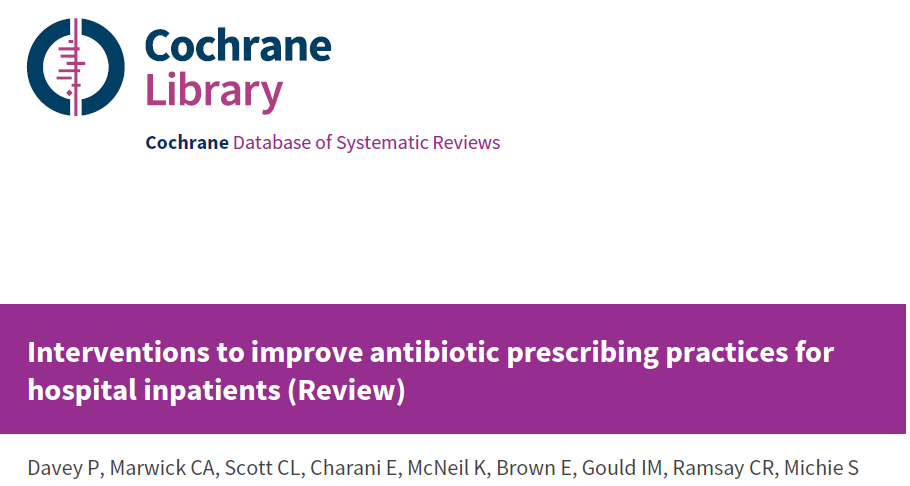 Cochrane
Library
Cochrane Database of Systematic Reviews
Interventions to improve antibiotic prescribing practices for
hospital inpatients (Review)
Davey P, Marwick CA, Scott CL, Charani E, McNeil K, Brown E, Gould IM, Ramsay CR, Michie S